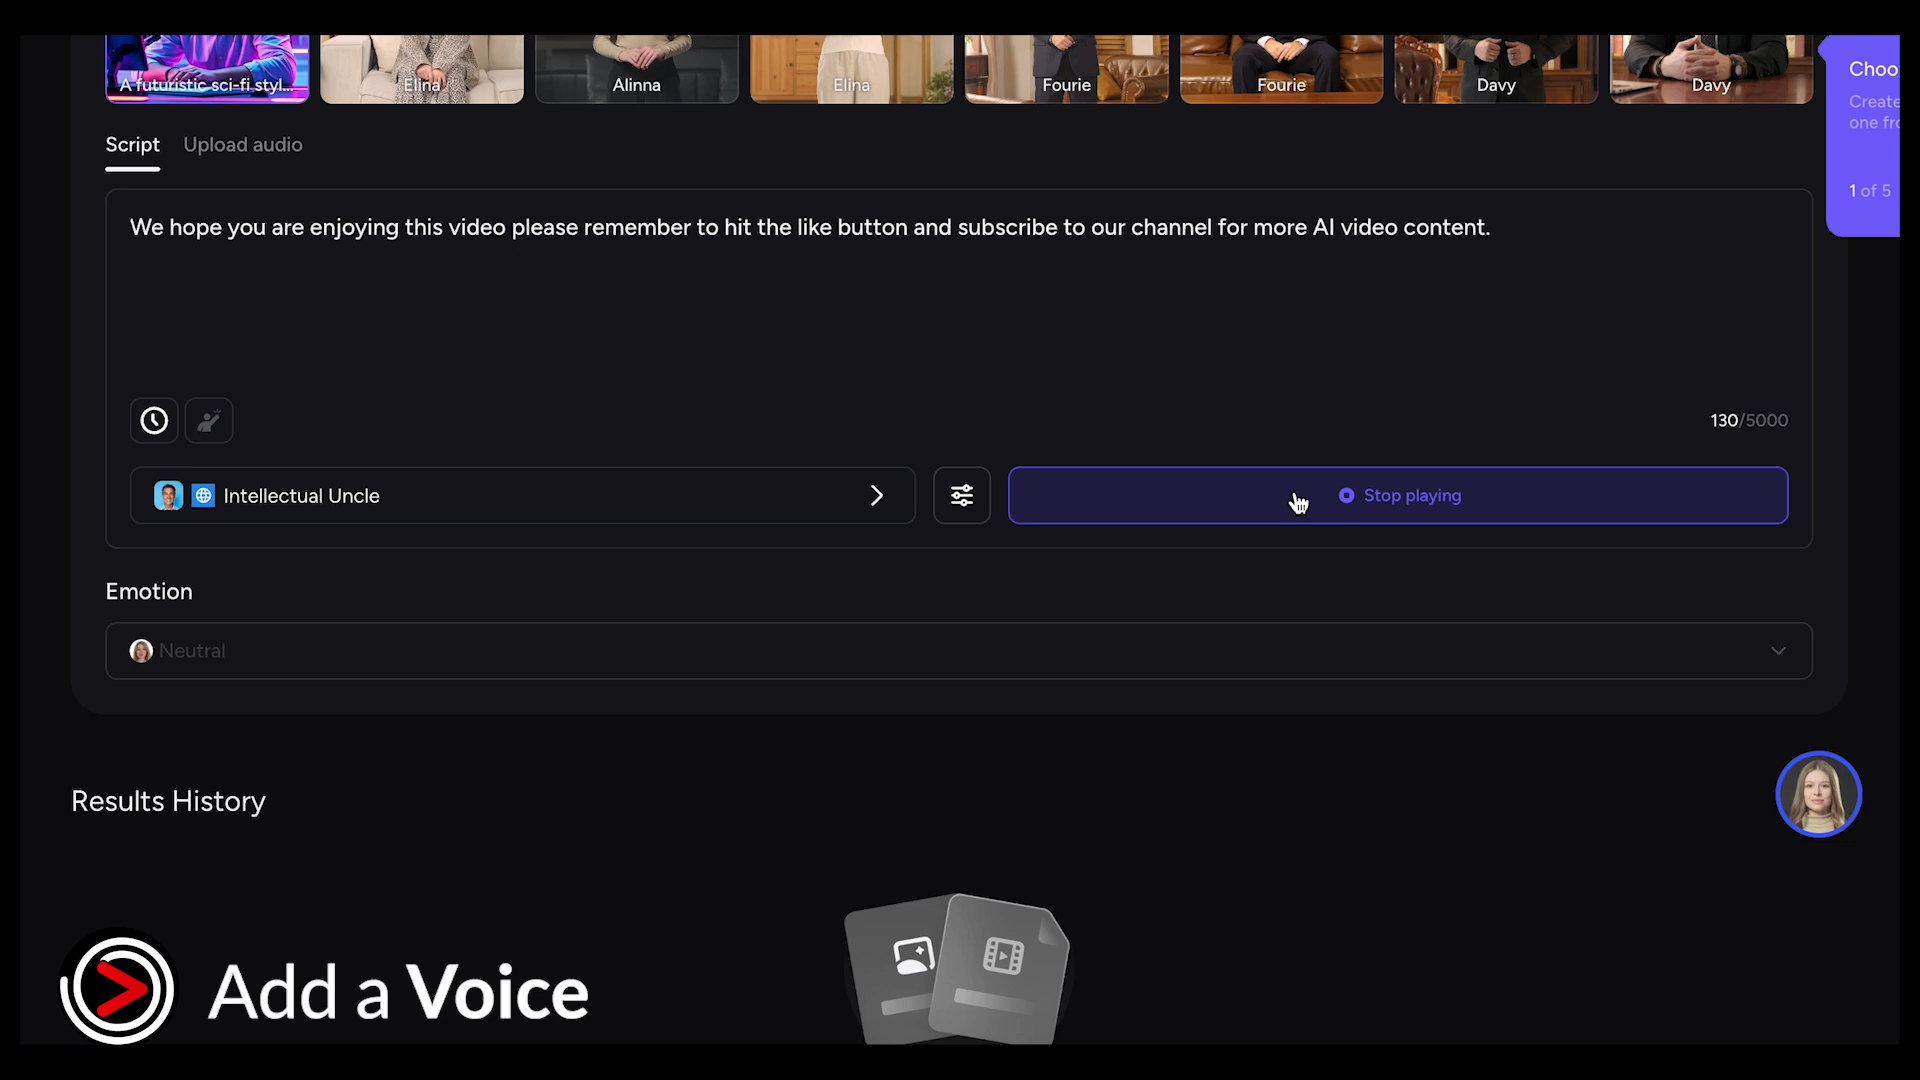 A futuristic sci-fi styl...
Elina
Alinna
Elina
Fourie
Fourie
Davy
Davy
Choo
Create
one fro
1 of 5
Script
Upload audio
We hope you are enjoying this video please remember to hit the like button and subscribe to our channel for more AI video content.
130/5000
Intellectual Uncle
Stop playing
Emotion
Neutral
Results History
Add a Voice